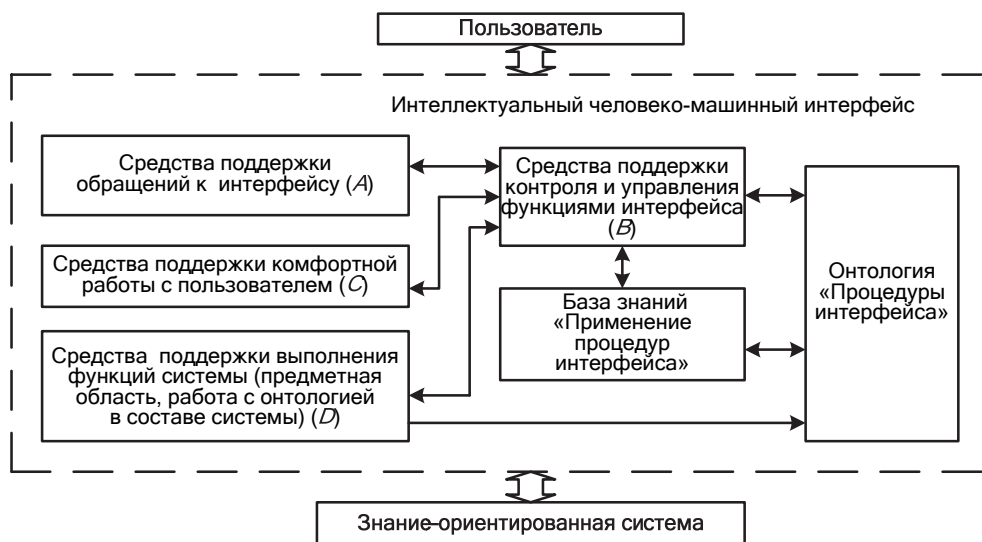 Пользователь
Интеллектуальный человеко-машинный интерфейс
Средства поддержки
обращений к интерфейсу (A)
Средства поддержки
контроля и управления
функциями интерфейса
(B)
Средства поддержки комфортной
работы с пользователем (C)
База знаний
«Применение
процедур
интерфейса»
Онтология
«Процедуры
интерфейса»
Средства поддержки выполнения
функций системы (предметная
область, работа с онтологией
в составе системы) (D)
Знание-ориентированная система